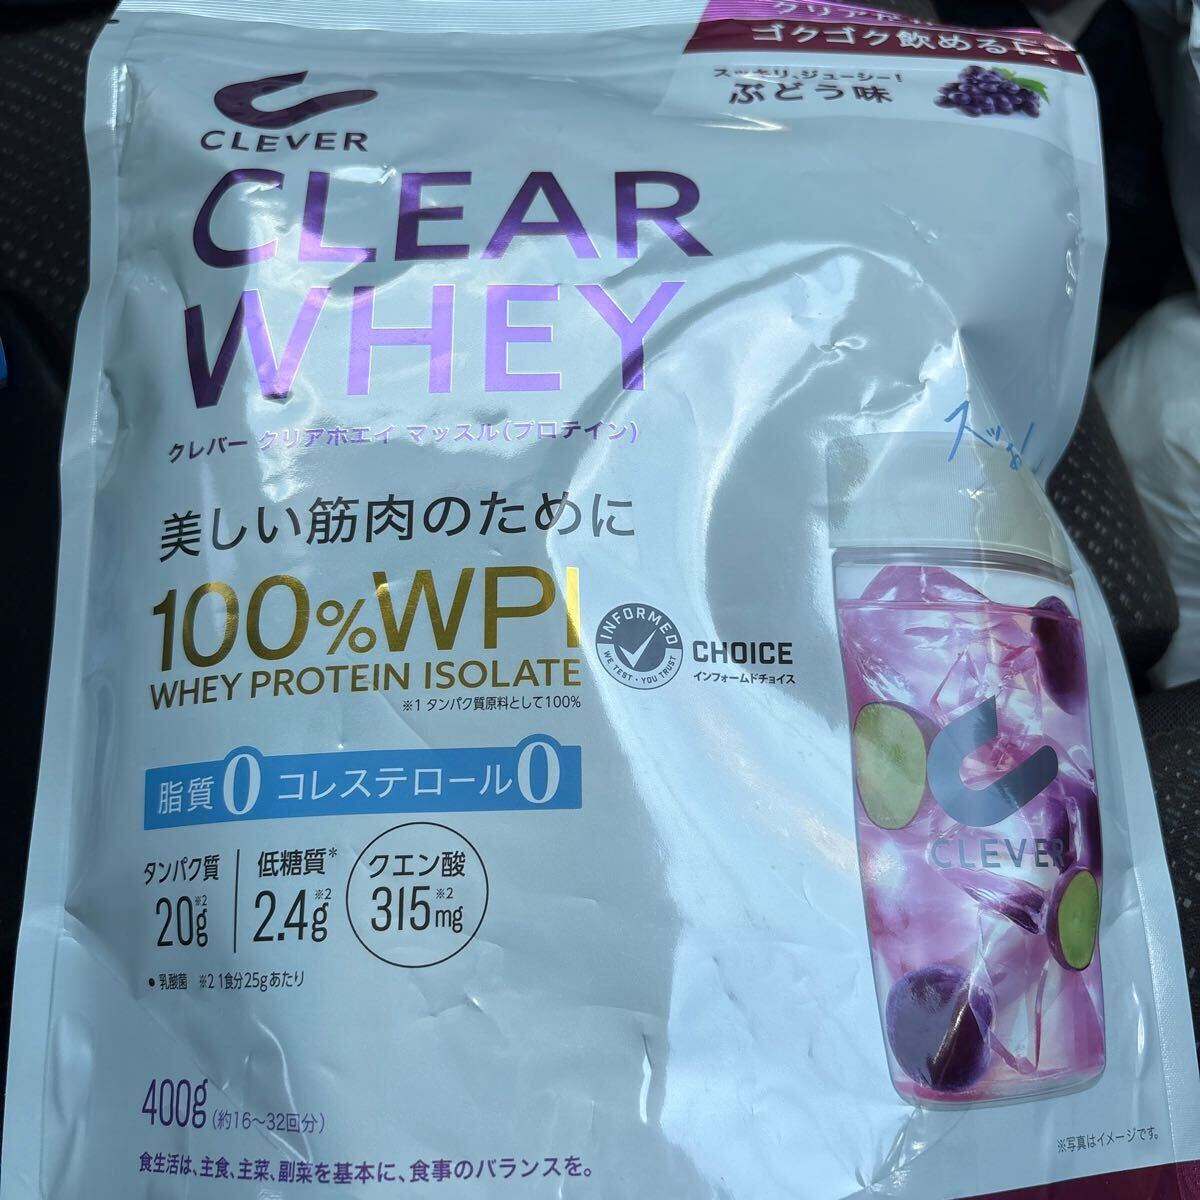 ゴクゴク飲める
スッキリ、ジューシー!
ぶどう味
CLEVER
CLEAR
WHEY
クレバー クリアホエイ マッスル(プロテイン)
スッ
美しい筋肉のために
100%WPI
WHEY PROTEIN ISOLATE
※1 タンパク質原料として100%
INFORMED
WE TEST · YOU TRUST
CHOICE
インフォームドチョイス
脂質0 コレステロール0
タンパク質 低糖質* クエン酸
20g※2 2.4g※2 315mg※2
● 乳酸菌 ※2 1食分25gあたり
CLEVER
400g (約16～32回分)
食生活は、主食、主菜、副菜を基本に、食事のバランスを。
※写真はイメージです。